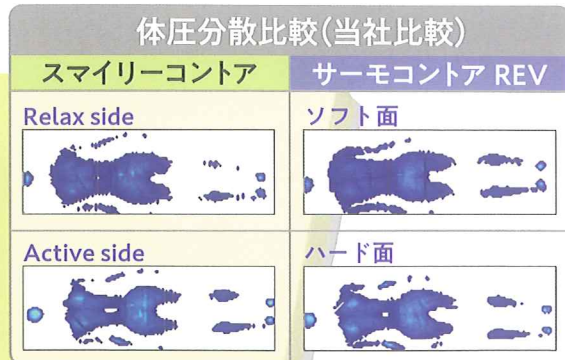 体圧分散比較(当社比較)
スマイリーコントア
サーモコントア REV
Relax side
ソフト面
Active side
ハード面